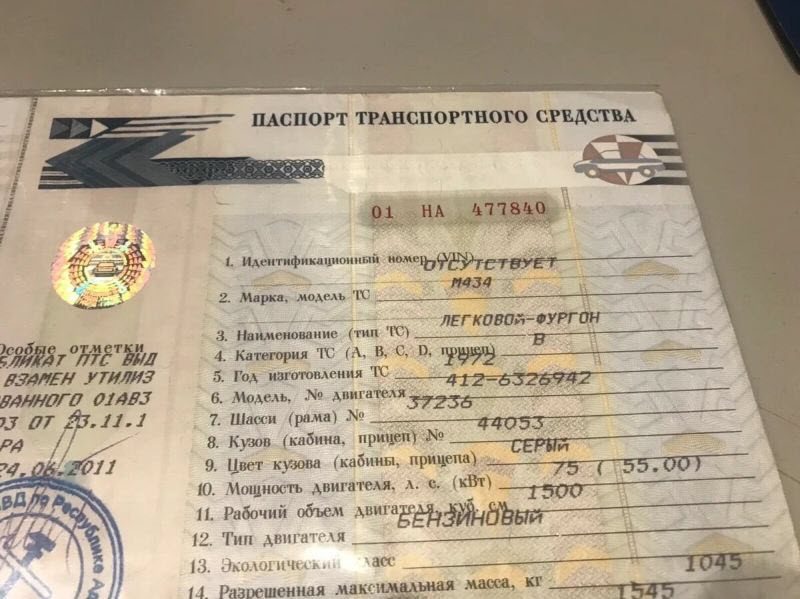 ПАСПОРТ ТРАНСПОРТНОГО СРЕДСТВА
01 НА 477840
1. Идентификационный номер (VIN) ОТСУТСТВУЕТ
2. Марка, модель ТС М434
3. Наименование (тип ТС) ЛЕГКОВОЙ-ФУРГОН
4. Категория ТС (A, B, C, D, прицеп) В
5. Год изготовления ТС 1972
6. Модель, № двигателя 412-6326942
7. Шасси (рама) № 37236
8. Кузов (кабина, прицеп) № 44053
9. Цвет кузова (кабины, прицепа) СЕРЫЙ
10. Мощность двигателя, л. с. (кВт) 75 ( 55.00)
11. Рабочий объем двигателя, куб. см 1500
12. Тип двигателя БЕНЗИНОВЫЙ
13. Экологический класс
14. Разрешенная максимальная масса, кг 1045
1545
Особые отметки
БЛИКАТ ПТС ВЫД
ВЗАМЕН УТИЛИЗ
ВАННОГО 01АВ3
03 ОТ 23.11.1
РА
24.06.2011
ВД по Республике